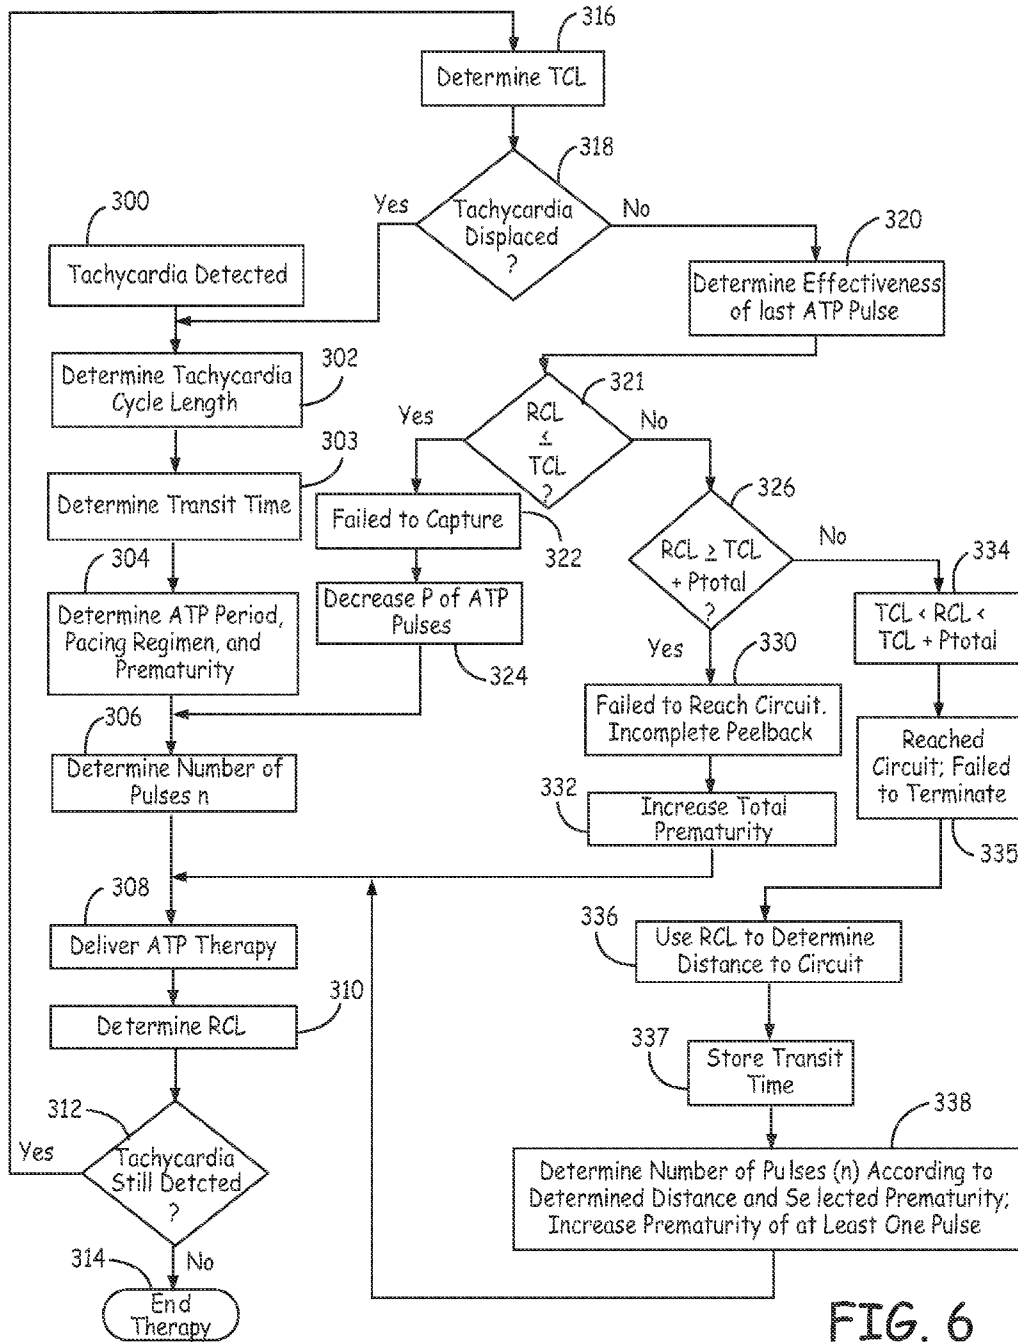 316
Determine TCL
318
Tachycardia
Displaced
?
Yes
No
300
Tachycardia Detected
320
Determine Effectiveness
of last ATP Pulse
302
Determine Tachycardia
Cycle Length
321
RCL
≤
TCL
?
Yes
No
303
Determine Transit Time
Failed to Capture
322
326
RCL ≥ TCL
+ Ptotal
?
No
Yes
334
TCL < RCL <
TCL + Ptotal
304
Determine ATP Period,
Pacing Regimen, and
Prematurity
Decrease P of ATP
Pulses
324
330
Failed to Reach Circuit.
Incomplete Peelback
Reached
Circuit; Failed
to Terminate
335
306
Determine Number of
Pulses n
332
Increase Total
Prematurity
308
Deliver ATP Therapy
336
Use RCL to Determine
Distance to Circuit
310
Determine RCL
337
Store Transit
Time
312
Tachycardia
Still Detcted
?
Yes
No
338
Determine Number of Pulses (n) According to
Determined Distance and Selected Prematurity;
Increase Prematurity of at Least One Pulse
314
End
Therapy
FIG. 6